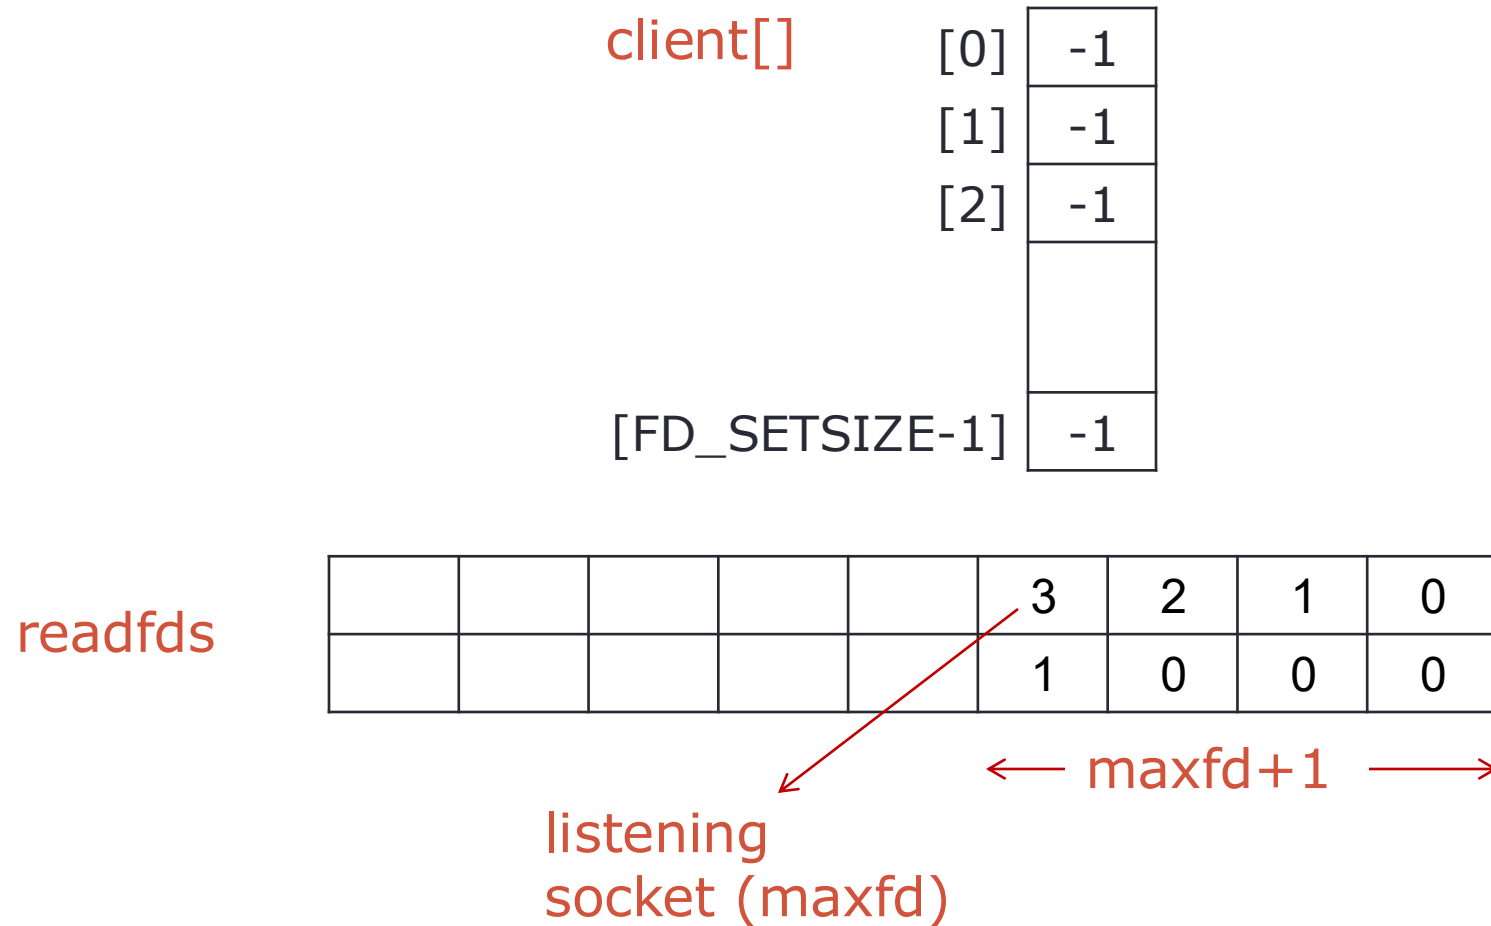 client[] [0] -1
[1] -1
[2] -1
[FD_SETSIZE-1] -1
3 2 1 0
readfds
1 0 0 0
maxfd+1
listening
socket (maxfd)